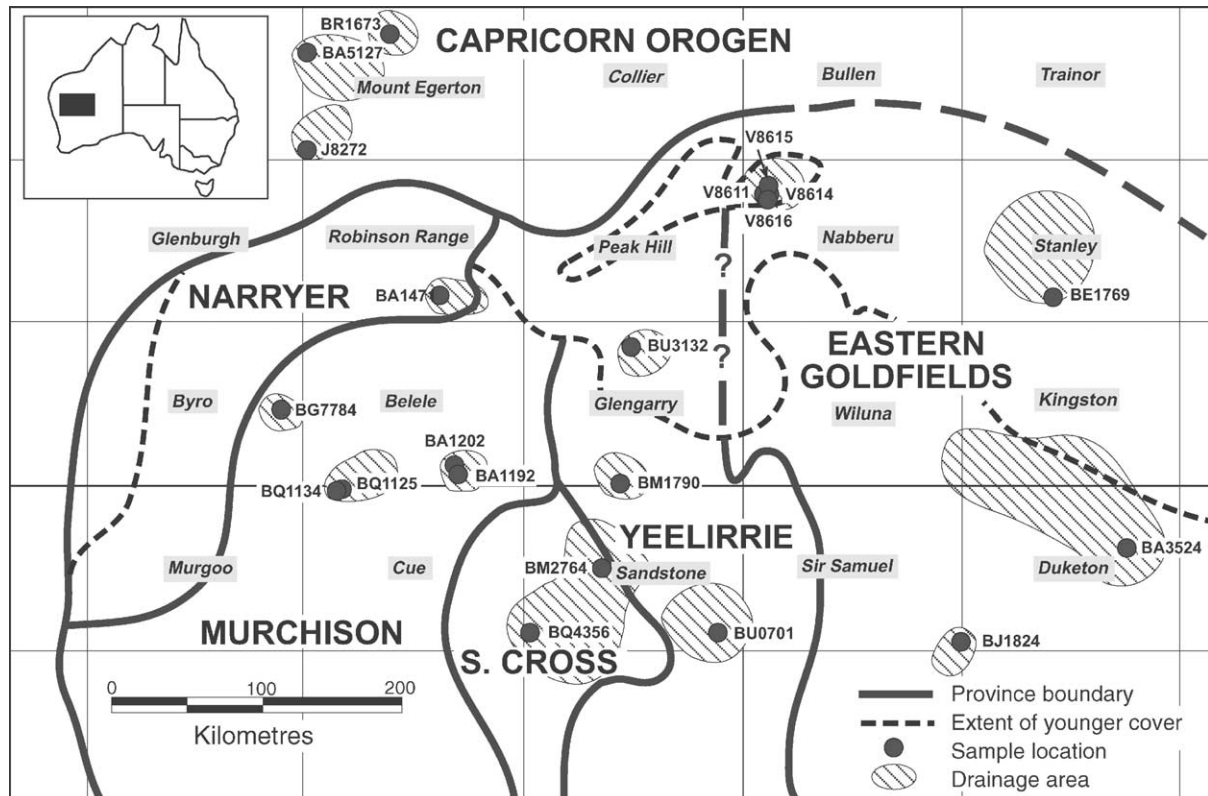 BR1673
BA5127
CAPRICORN OROGEN
Mount Egerton
Collier
Bullen
Trainor
J8272
V8615
V8611
V8614
V8616
Glenburgh
Robinson Range
Peak Hill
Nabberu
Stanley
NARRYER
BA147
?
BE1769
BU3132
?
EASTERN
GOLDFIELDS
Byro
BG7784
Belele
Glengarry
Wiluna
Kingston
BA1202
BA1192
BQ1134
BQ1125
BM1790
YEELIRRIE
BA3524
Murgoo
Cue
BM2764
Sandstone
Sir Samuel
Duketon
MURCHISON
BQ4356
BU0701
BJ1824
S. CROSS
0 100 200
Kilometres
Province boundary
Extent of younger cover
Sample location
Drainage area